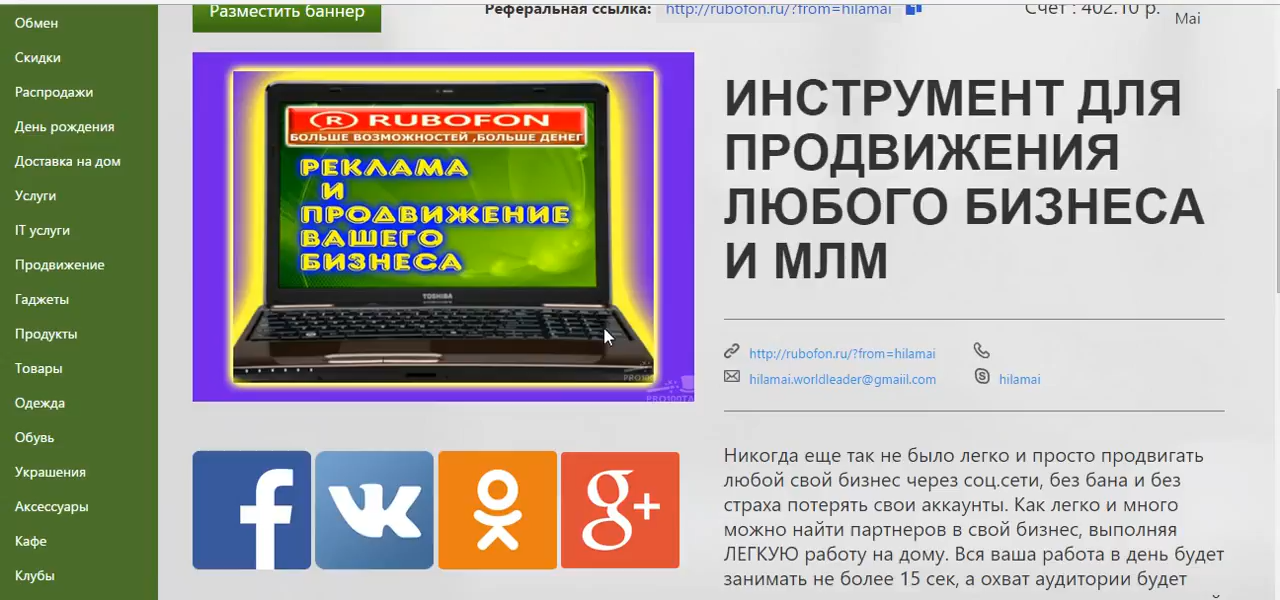 Обмен
Скидки
Распродажи
День рождения
Доставка на дом
Услуги
IT услуги
Продвижение
Гаджеты
Продукты
Товары
Одежда
Обувь
Украшения
Аксессуары
Кафе
Клубы
Разместить баннер
Реферальная ссылка: http://rubofon.ru/?from=hilamai
Счет : 402.10 р.
Mai
® RUBOFON
БОЛЬШЕ ВОЗМОЖНОСТЕЙ ,БОЛЬШЕ ДЕНЕГ
РЕКЛАМА
И
ПРОДВИЖЕНИЕ
ВАШЕГО
БИЗНЕСА
TOSHIBA
ИНСТРУМЕНТ ДЛЯ
ПРОДВИЖЕНИЯ
ЛЮБОГО БИЗНЕСА
И МЛМ
http://rubofon.ru/?from=hilamai
hilamai.worldleader@gmaiil.com
hilamai
Никогда еще так не было легко и просто продвигать
любой свой бизнес через соц.сети, без бана и без
страха потерять свои аккаунты. Как легко и много
можно найти партнеров в свой бизнес, выполняя
ЛЕГКУЮ работу на дому. Вся ваша работа в день будет
занимать не более 15 сек, а охват аудитории будет
f
g+